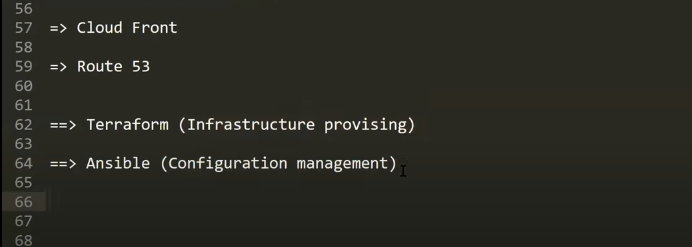 56
57 => Cloud Front
58
59 => Route 53
60
61
62 ==> Terraform (Infrastructure provising)
63
64 ==> Ansible (Configuration management)
65
66
67
68